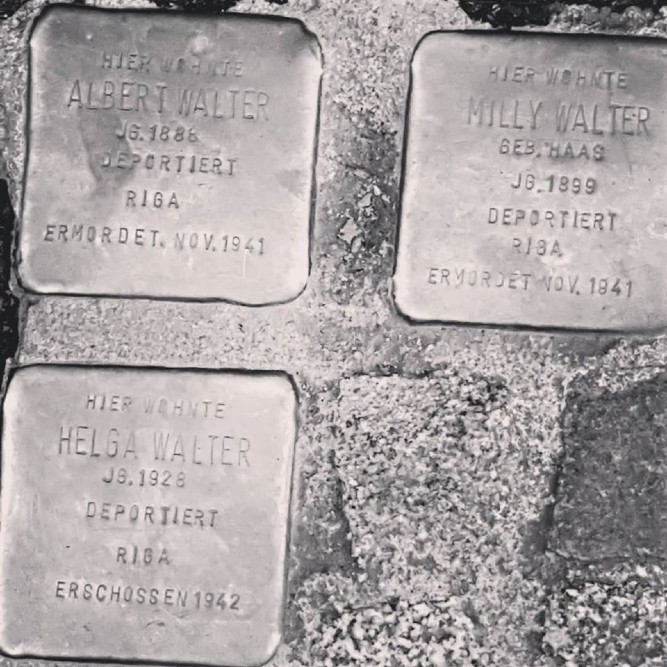 HIER WOHNTE
ALBERT WALTER
JG.1888
DEPORTIERT
RIGA
ERMORDET. NOV.1941
HIER WOHNTE
MILLY WALTER
GEB. HAAS
JG.1899
DEPORTIERT
RIGA
ERMORDET NOV. 1941
HIER WOHNTE
HELGA WALTER
JG.1928
DEPORTIERT
RIGA
ERSCHOSSEN 1942